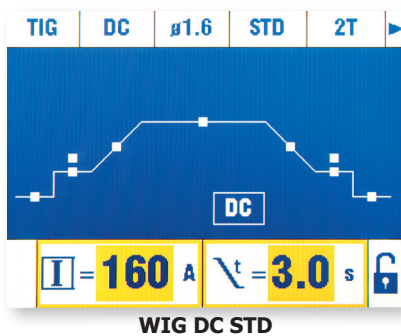 TIG DC ø1.6 STD 2T
DC
I = 160 A t = 3.0 s
WIG DC STD